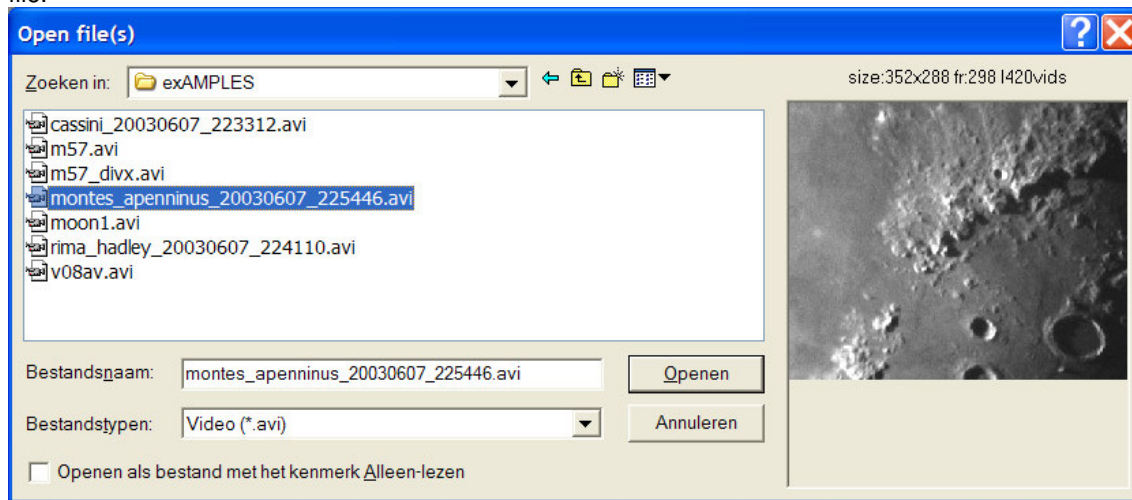 file.
Open file(s)
Zoeken in: exAMPLES
size:352x288 fr:298 I420vids
cassini_20030607_223312.avi
m57.avi
m57_divx.avi
montes_apenninus_20030607_225446.avi
moon1.avi
rima_hadley_20030607_224110.avi
v08av.avi
Bestandsnaam: montes_apenninus_20030607_225446.avi Openen
Bestandstypen: Video (*.avi) Annuleren
Openen als bestand met het kenmerk Alleen-lezen